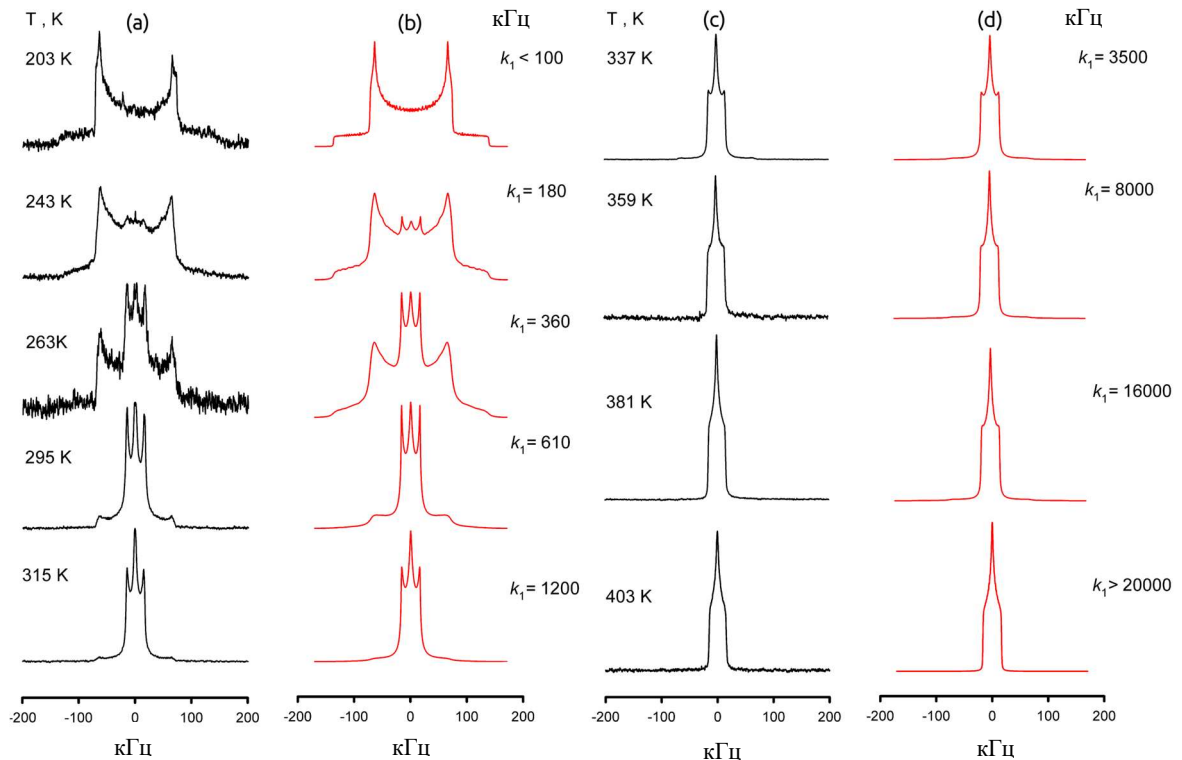 T , K (a) (b) кГц T , K (c) (d) кГц
203 K k1 < 100 337 K k1 = 3500
243 K k1 = 180 359 K k1 = 8000
263K k1 = 360 381 K k1 = 16000
295 K k1 = 610 403 K k1 > 20000
315 K k1 = 1200
-200 -100 0 100 200 -200 -100 0 100 200 -200 -100 0 100 200 -200 -100 0 100 200
кГц кГц кГц кГц